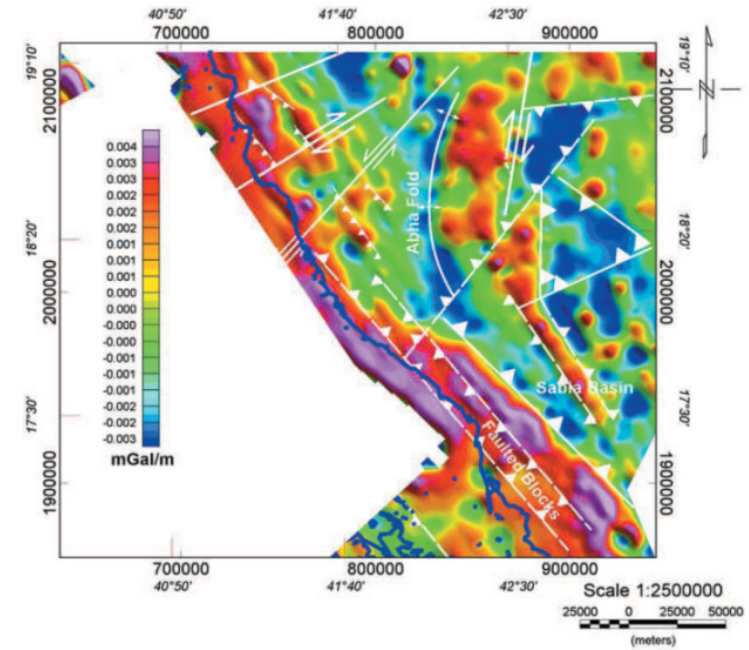 40°50' 41°40' 42°30'
700000 800000 900000
19°10' 19°10'
2100000 2100000
0.004
0.003
0.003
0.002
0.002
0.002
0.001
0.001
0.001
0.000
0.000
-0.000
-0.000
-0.001
-0.001
-0.001
-0.002
-0.002
-0.003
mGal/m
Abha Fold
18°20' 18°20'
2000000 2000000
Sabia Basin
17°30' 17°30'
Faulted Blocks
1900000 1900000
700000 800000 900000
40°50' 41°40' 42°30'
N
Scale 1:2500000
25000 0 25000 50000
(meters)